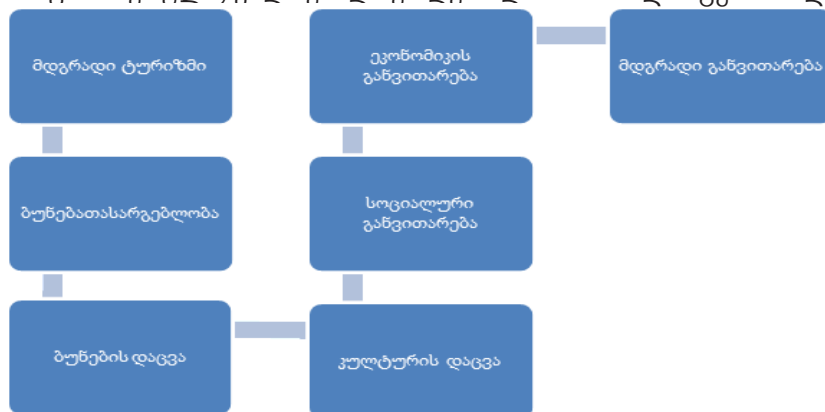 მდგრადი ტურიზმი
ბუნებათასარგებლობა
ბუნების დაცვა
კულტურის დაცვა
სოციალური
განვითარება
ეკონომიკის
განვითარება
მდგრადი განვითარება